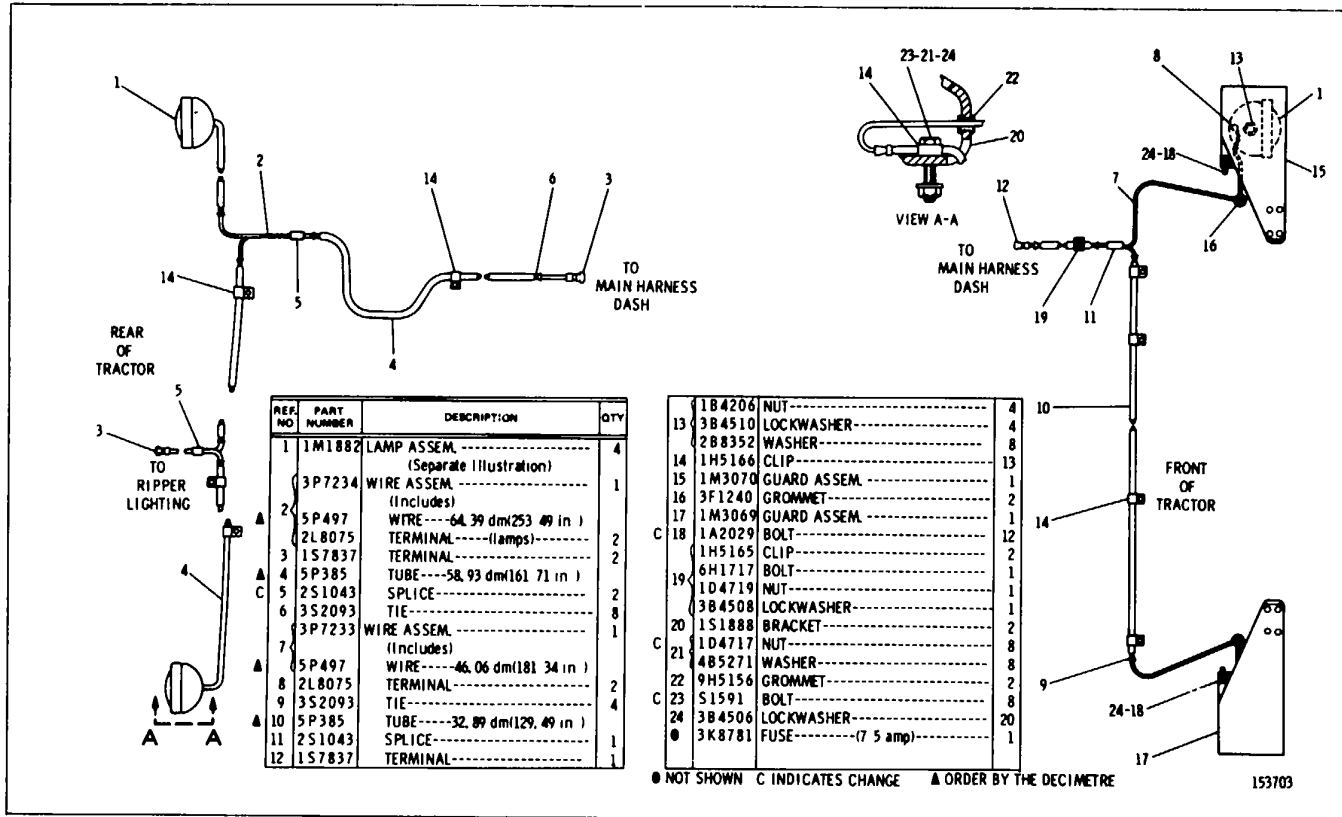 1
2
14
5
4
14
6
3
TO
MAIN HARNESS
DASH
REAR
OF
TRACTOR
5
3
TO
RIPPER
LIGHTING
4
A A
23-21-24
14
22
20
VIEW A-A
8
13
1
24-18
15
7
16
12
TO
MAIN HARNESS
DASH
19
11
10
FRONT
OF
TRACTOR
14
9
24-18
17
REF. NO PART NUMBER DESCRIPTION QTY
1 1M1882 LAMP ASSEM. 4
(Separate Illustration)
2 3P7234 WIRE ASSEM. 1
(Includes)
▲ 5P497 WIRE----64.39 dm(253 49 in )
2L8075 TERMINAL-----(lamps)------ 2
3 1S7837 TERMINAL 2
▲ 4 5P385 TUBE----58,93 dm(161 71 in )
C 5 2S1043 SPLICE 2
6 3S2093 TIE 8
7 3P7233 WIRE ASSEM. 1
(Includes)
▲ 5P497 WIRE----46.06 dm(181 34 in )
8 2L8075 TERMINAL 2
9 3S2093 TIE 4
▲ 10 5P385 TUBE-----32, 89 dm(129, 49 in )
11 2S1043 SPLICE 1
12 1S7837 TERMINAL 1
13 1B4206 NUT 4
3B4510 LOCKWASHER 4
2B8352 WASHER 8
14 1H5166 CLIP 13
15 1M3070 GUARD ASSEM. 1
16 3F1240 GROMMET 2
17 1M3069 GUARD ASSEM. 1
C 18 1A2029 BOLT 12
19 1H5165 CLIP 2
6H1717 BOLT 1
1D4719 NUT 1
3B4508 LOCKWASHER 1
20 1S1888 BRACKET 2
C 21 1D4717 NUT 8
4B5271 WASHER 8
22 9H5156 GROMMET 2
C 23 S1591 BOLT 8
24 3B4506 LOCKWASHER 20
● 3K8781 FUSE--------(7 5 amp) 1
● NOT SHOWN C INDICATES CHANGE ▲ ORDER BY THE DECIMETRE
153703